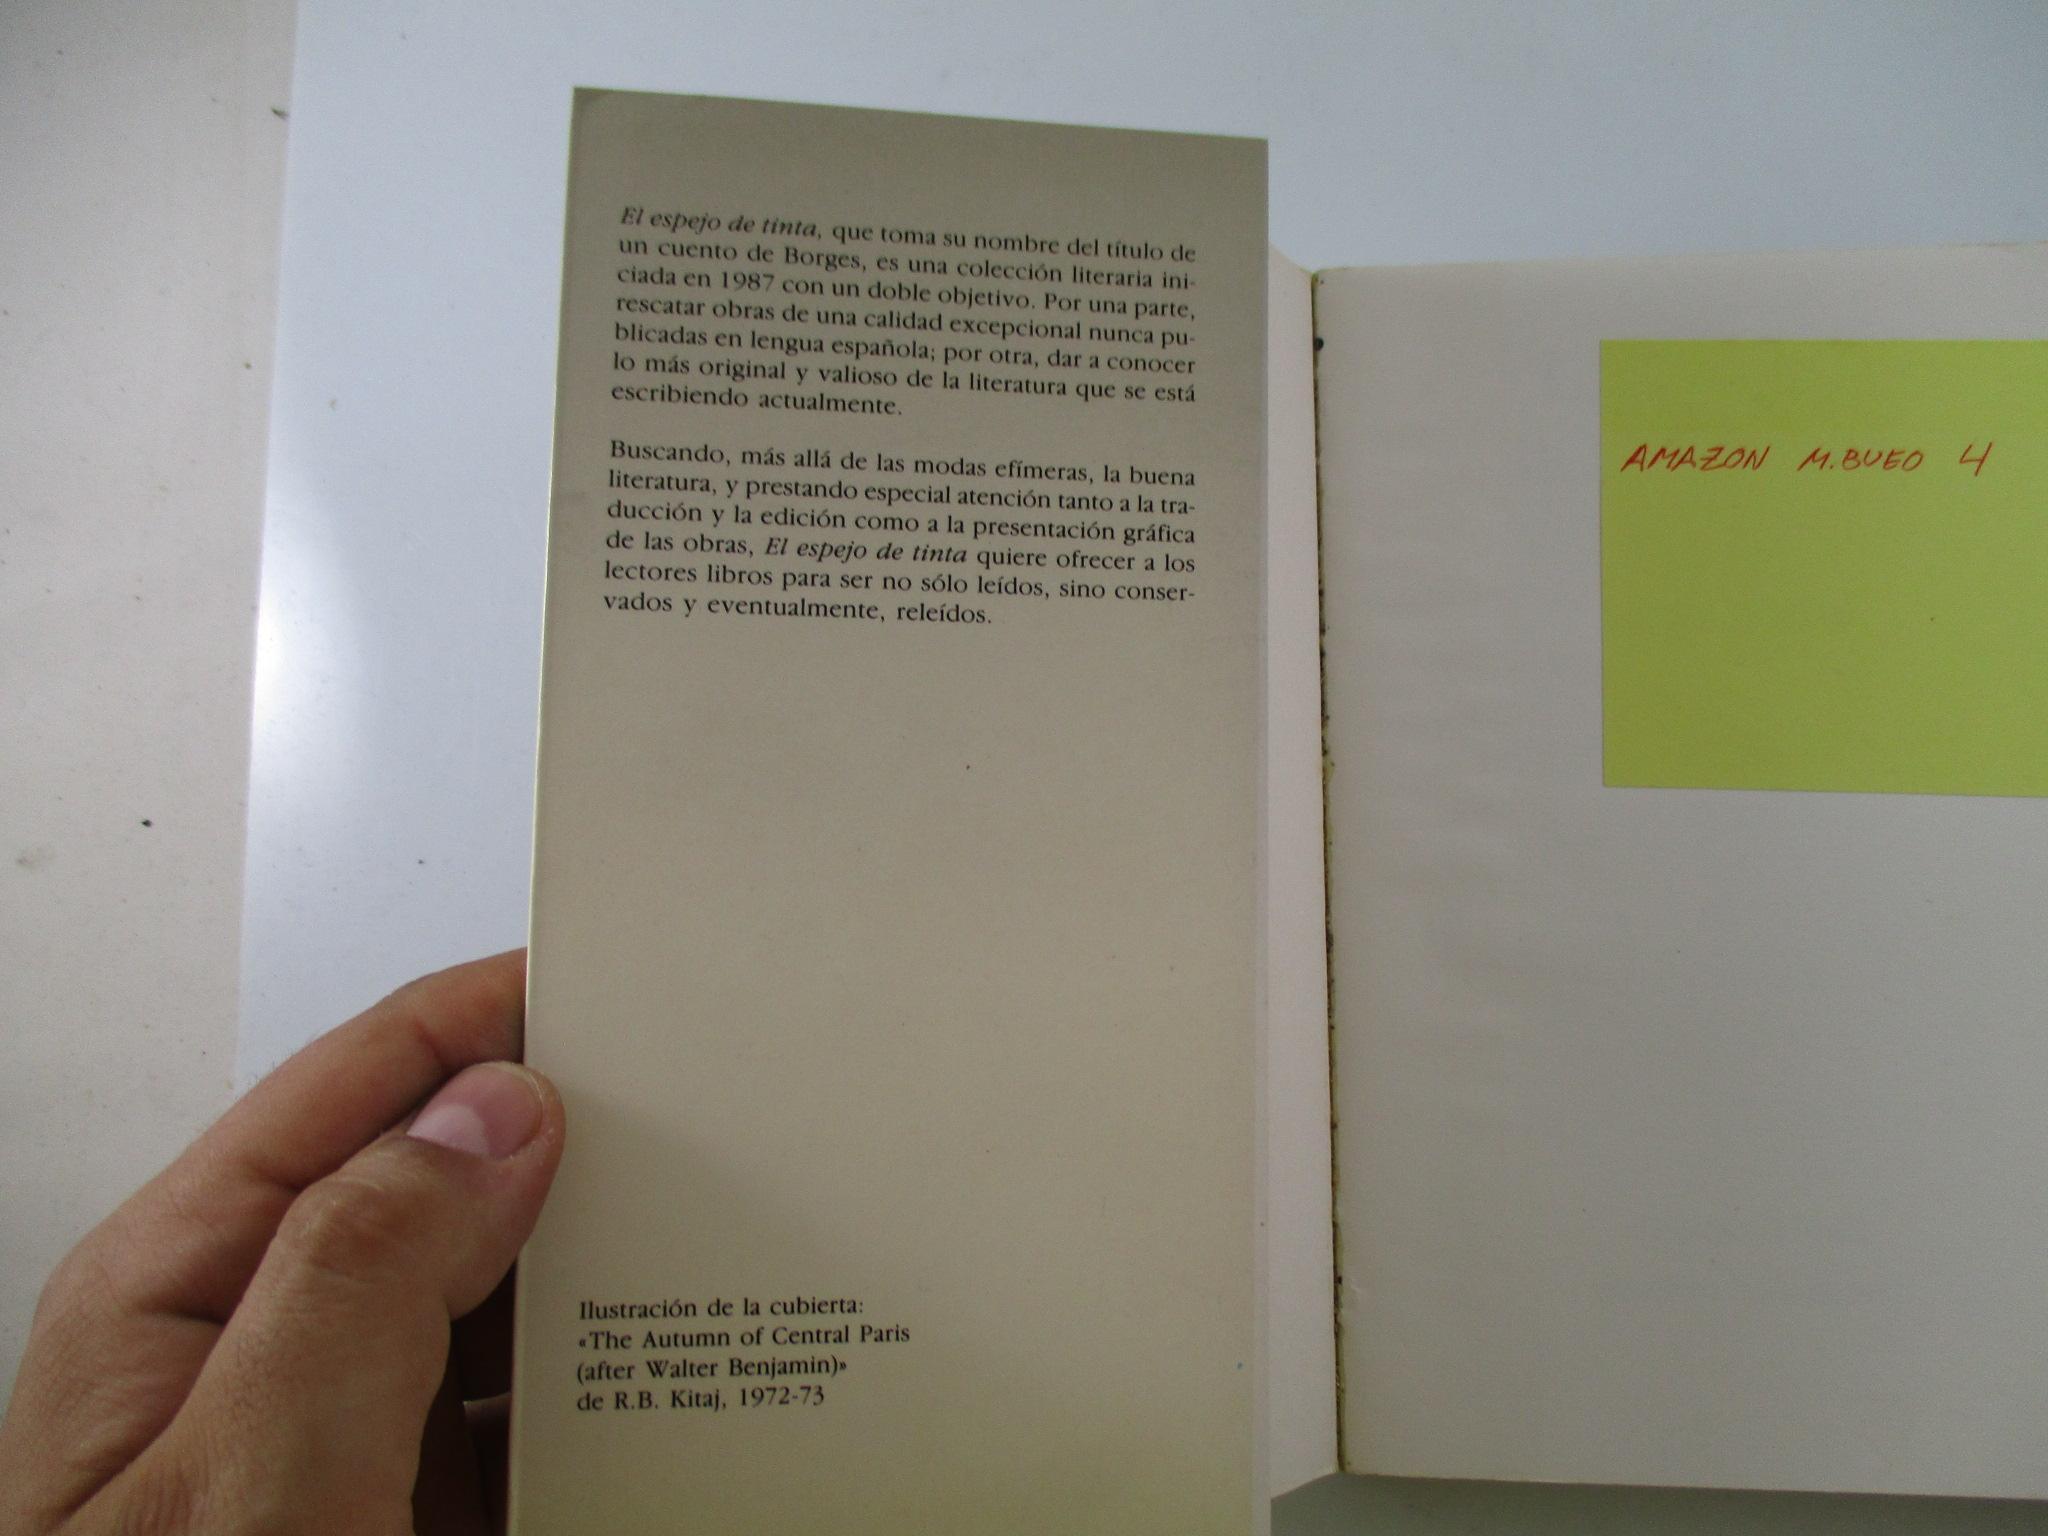 El espejo de tinta, que toma su nombre del título de
un cuento de Borges, es una colección literaria ini-
ciada en 1987 con un doble objetivo. Por una parte,
rescatar obras de una calidad excepcional nunca pu-
blicadas en lengua española; por otra, dar a conocer
lo más original y valioso de la literatura que se está
escribiendo actualmente.
Buscando, más allá de las modas efímeras, la buena
literatura, y prestando especial atención tanto a la tra-
ducción y la edición como a la presentación gráfica
de las obras, El espejo de tinta quiere ofrecer a los
lectores libros para ser no sólo leídos, sino conser-
vados y eventualmente, releídos.
Ilustración de la cubierta:
«The Autumn of Central Paris
(after Walter Benjamin)»
de R.B. Kitaj, 1972-73
AMAZON M.BUEO 4